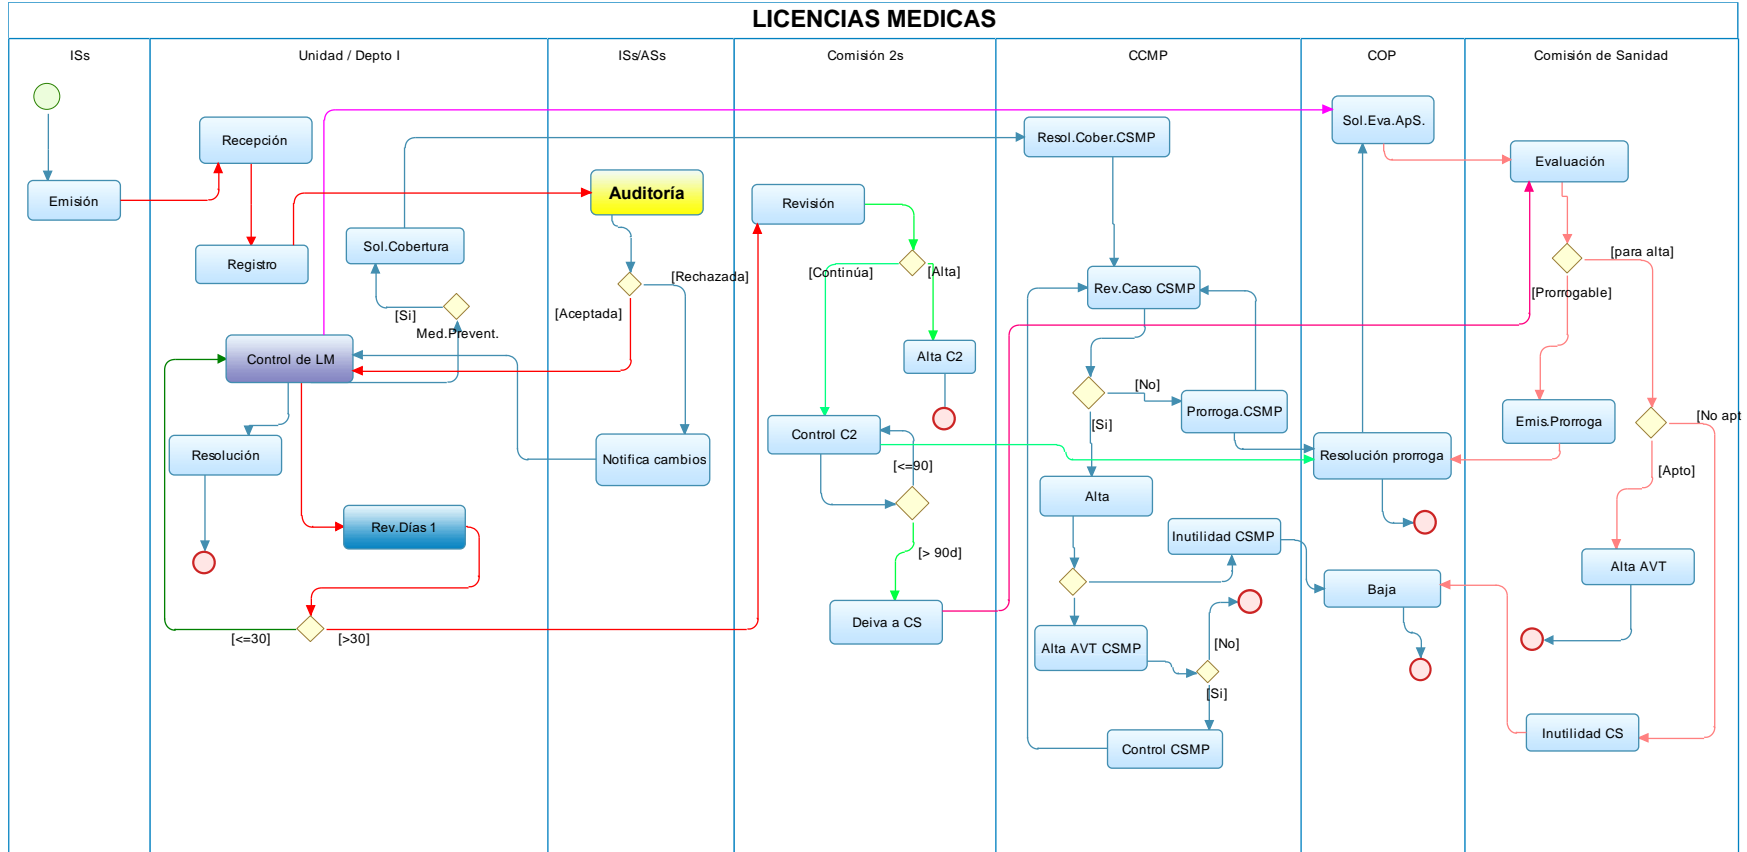 LICENCIAS MEDICAS
ISs
Unidad / Depto I
ISs/ASs
Comisión 2s
CCMP
COP
Comisión de Sanidad
Emisión
Recepción
Registro
Sol.Cobertura
[Si]
Med.Prevent.
Control de LM
Resolución
Rev.Días 1
[<=30]
[>30]
Auditoría
[Rechazada]
[Aceptada]
Notifica cambios
Revisión
[Continúa]
[Alta]
Alta C2
Control C2
[<=90]
[> 90d]
Deiva a CS
Resol.Cober.CSMP
Rev.Caso CSMP
[No]
Prorroga.CSMP
[Si]
Alta
Inutilidad CSMP
Alta AVT CSMP
[No]
[Si]
Control CSMP
Sol.Eva.ApS.
Resolución prorroga
Baja
Evaluación
[para alta]
[Prorrogable]
Emis.Prorroga
[No apt
[Apto]
Alta AVT
Inutilidad CS